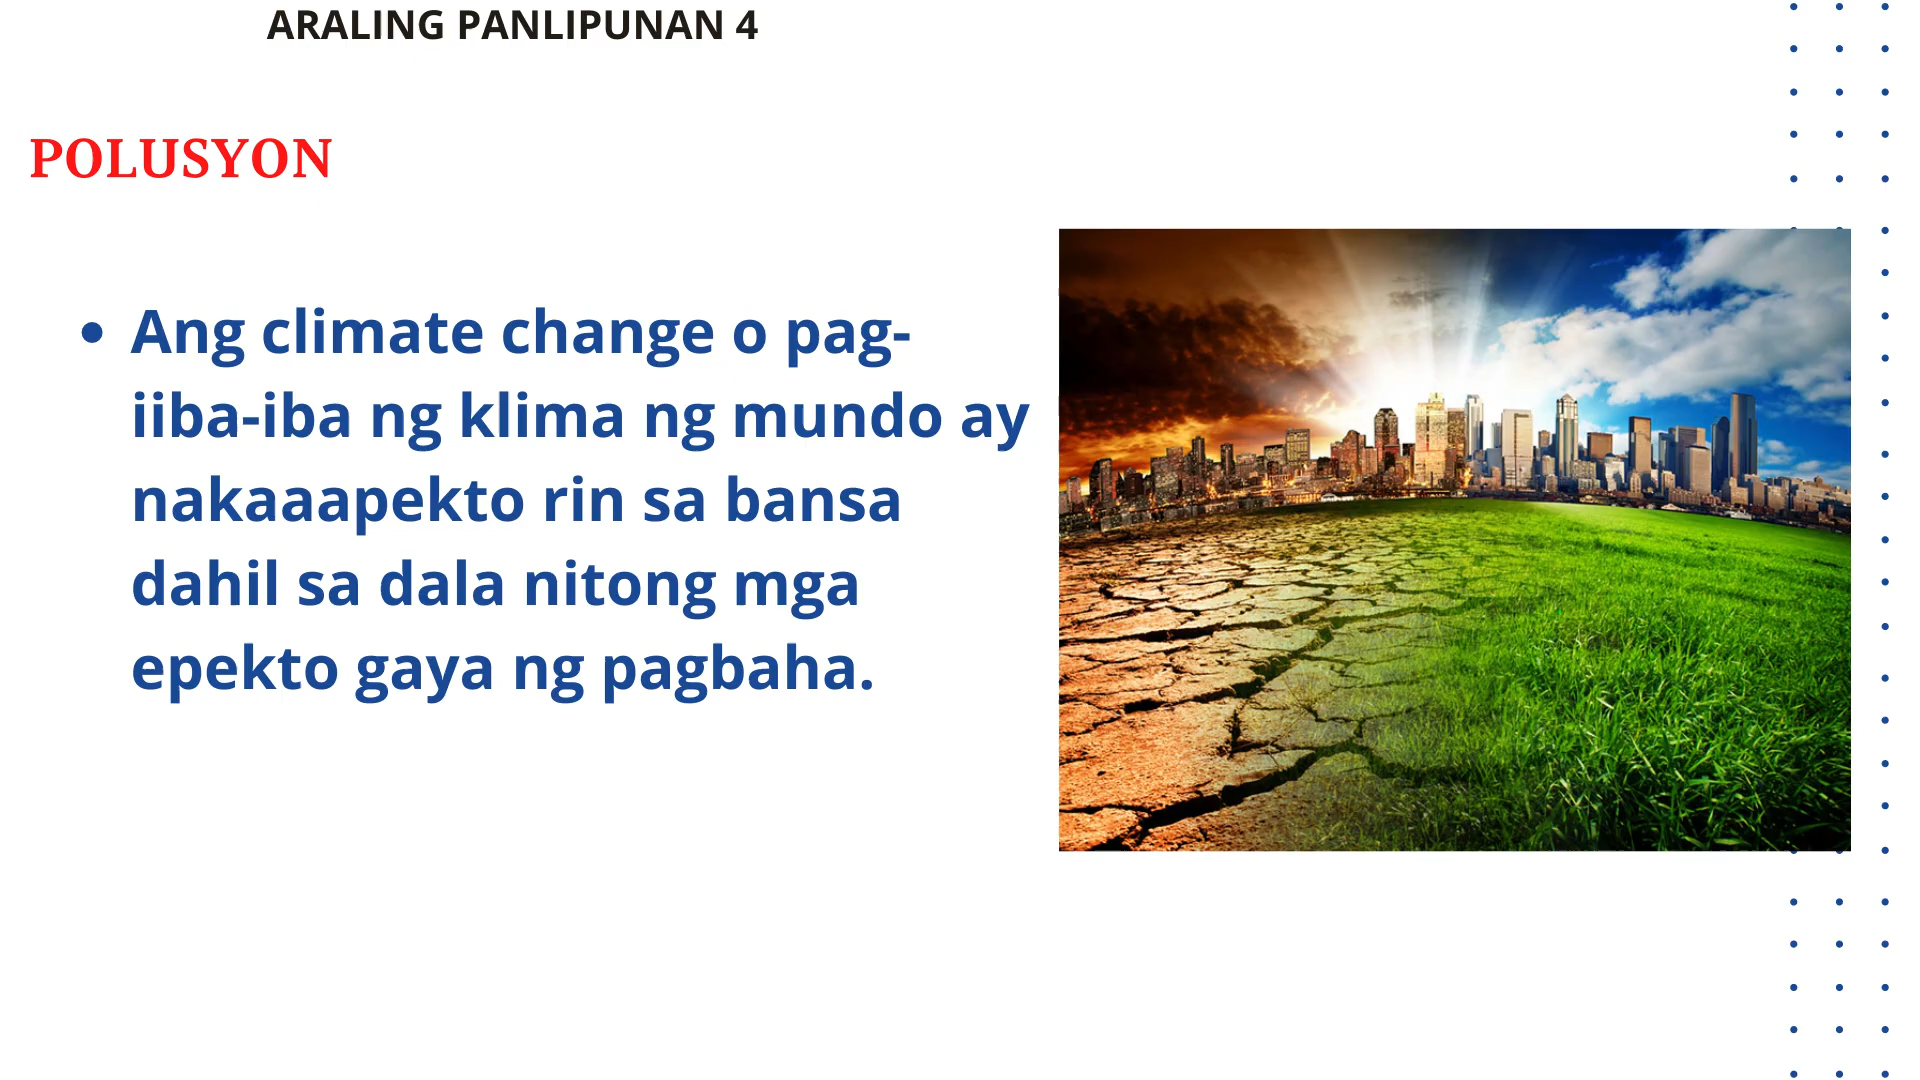 ARALING PANLIPUNAN 4
POLUSYON
• Ang climate change o pag-
iiba-iba ng klima ng mundo ay
nakaaapekto rin sa bansa
dahil sa dala nitong mga
epekto gaya ng pagbaha.